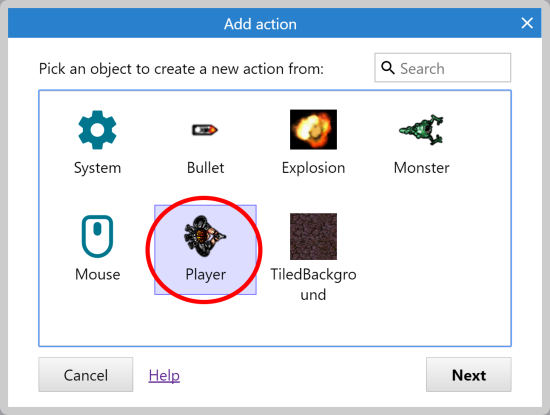 Add action
Pick an object to create a new action from:
Search
System
Bullet
Explosion
Monster
Mouse
Player
TiledBackgro
und
Cancel
Help
Next